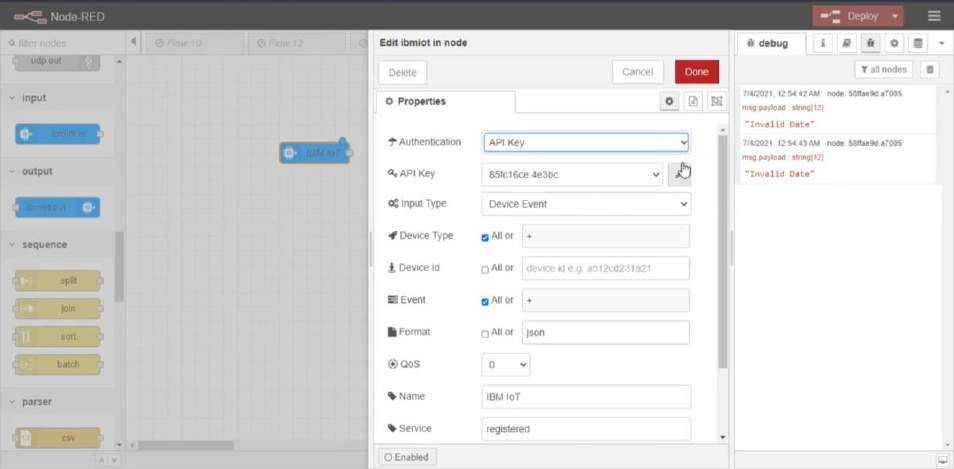 Node-RED
Deploy
filter nodes
Flow 10
Flow 12
Edit ibmiot in node
debug
Delete
Cancel
Done
all nodes
udp out
input
ibmiot in
output
ibmiot out
sequence
split
join
sort
batch
parser
csv
IBM IoT
Properties
Authentication
API Key
API Key
85fc16ce.4e3bc
Input Type
Device Event
Device Type
All or
+
Device Id
All or
device id e.g. ab12cd231a21
Event
All or
+
Format
All or
json
QoS
0
Name
IBM IoT
Service
registered
Enabled
7/4/2021, 12:54:42 AM node: 58ffae9d.a7005
msg.payload : string[12]
"Invalid Date"
7/4/2021, 12:54:43 AM node: 58ffae9d.a7005
msg.payload : string[12]
"Invalid Date"